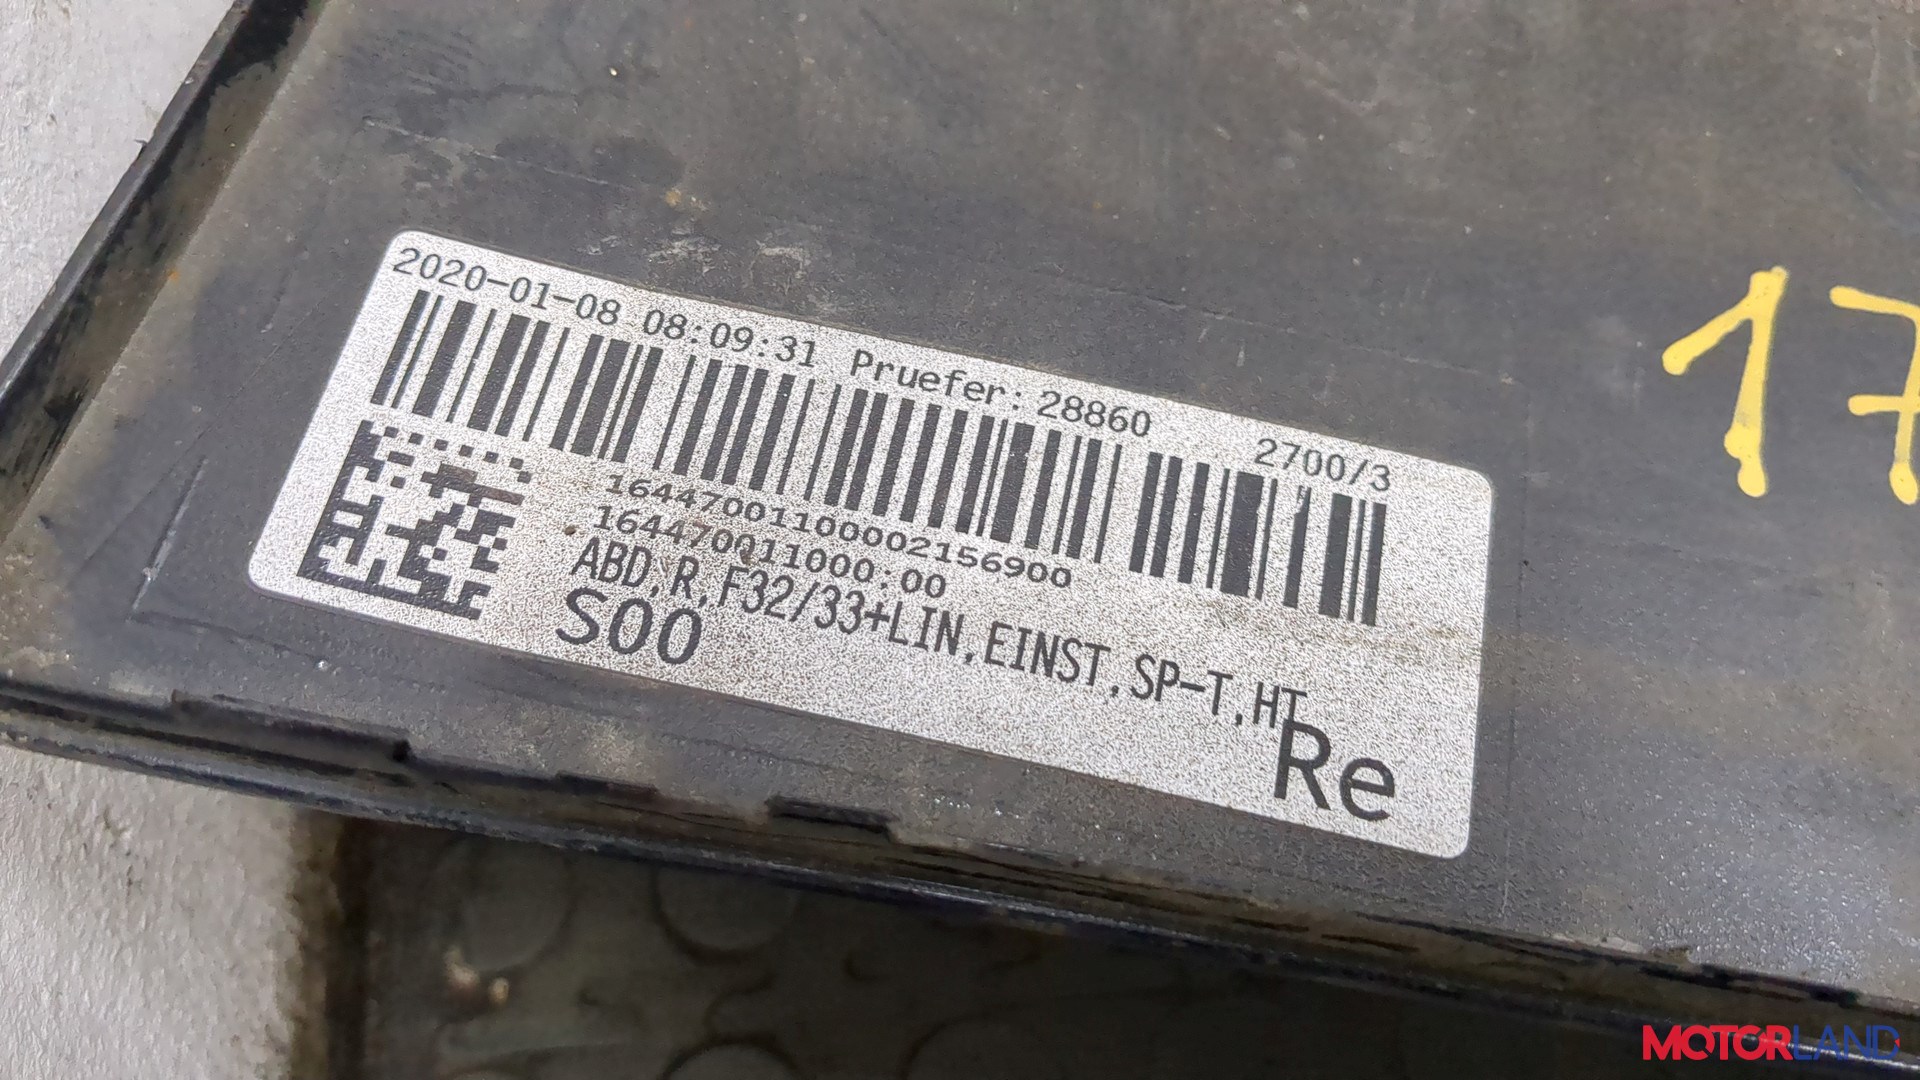 2020-01-08 08:09:31 Pruefer:28860 2700/3
16447001100002156900
164470011000:00
ABD,R,F32/33+LIN,EINST,SP-T,HT
S00
Re
17
MOTORLAND